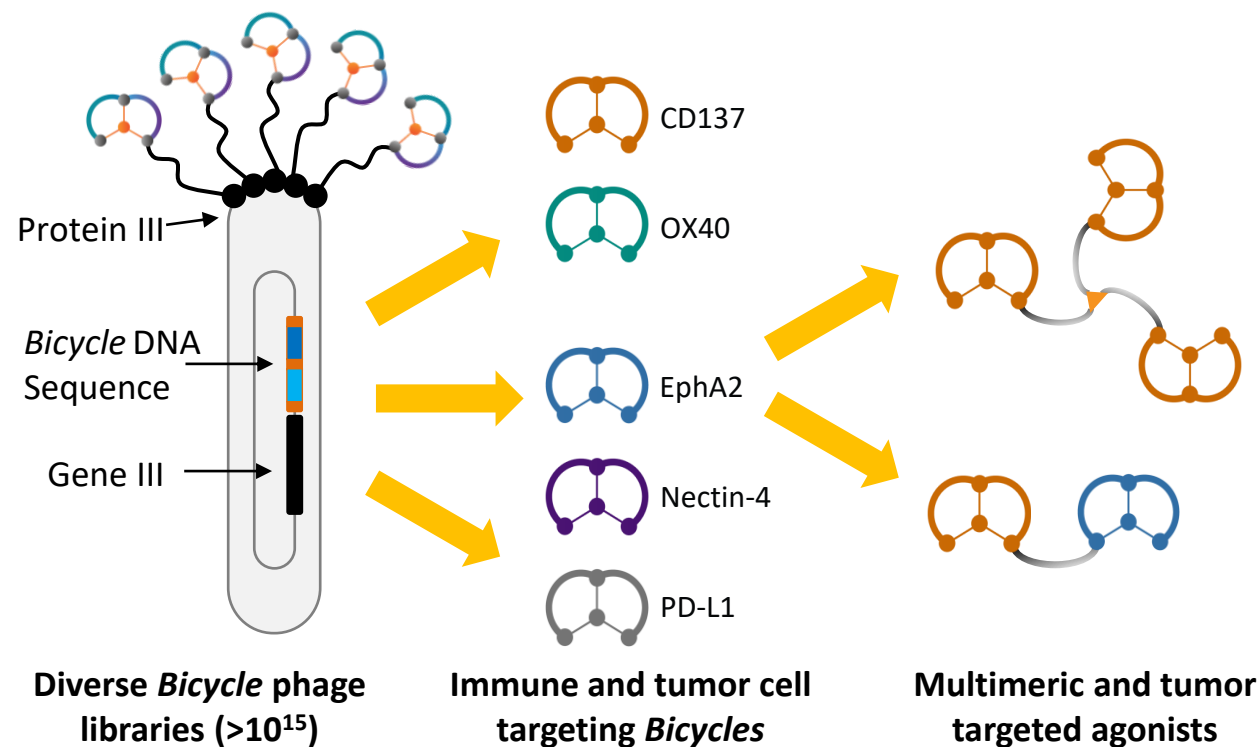 Protein III
Bicycle DNA
Sequence
Gene III
CD137
OX40
EphA2
Nectin-4
PD-L1
Diverse Bicycle phage
libraries (>10¹⁵)
Immune and tumor cell
targeting Bicycles
Multimeric and tumor
targeted agonists